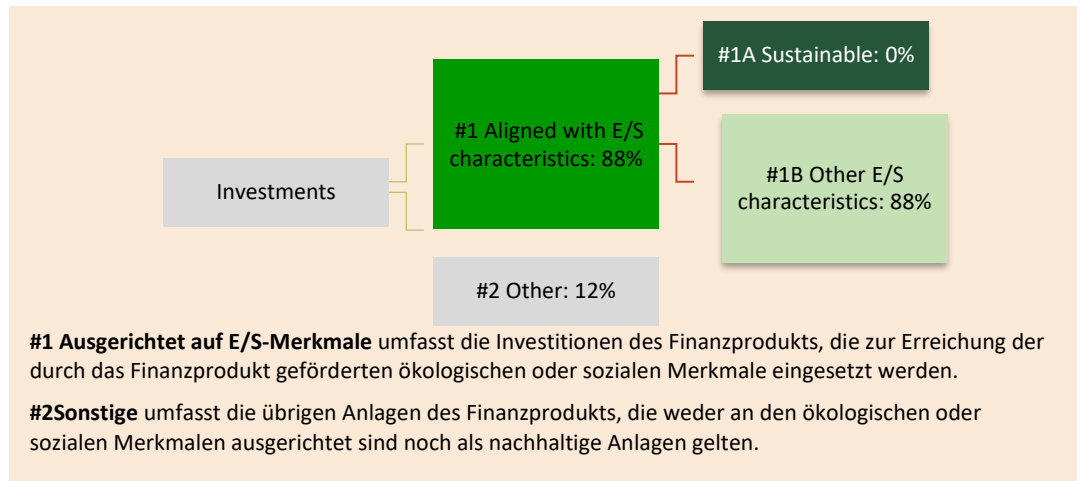 #1A Sustainable: 0%
#1 Aligned with E/S
characteristics: 88%
#1B Other E/S
characteristics: 88%
Investments
#2 Other: 12%
#1 Ausgerichtet auf E/S-Merkmale umfasst die Investitionen des Finanzprodukts, die zur Erreichung der
durch das Finanzprodukt geförderten ökologischen oder sozialen Merkmale eingesetzt werden.
#2Sonstige umfasst die übrigen Anlagen des Finanzprodukts, die weder an den ökologischen oder
sozialen Merkmalen ausgerichtet sind noch als nachhaltige Anlagen gelten.